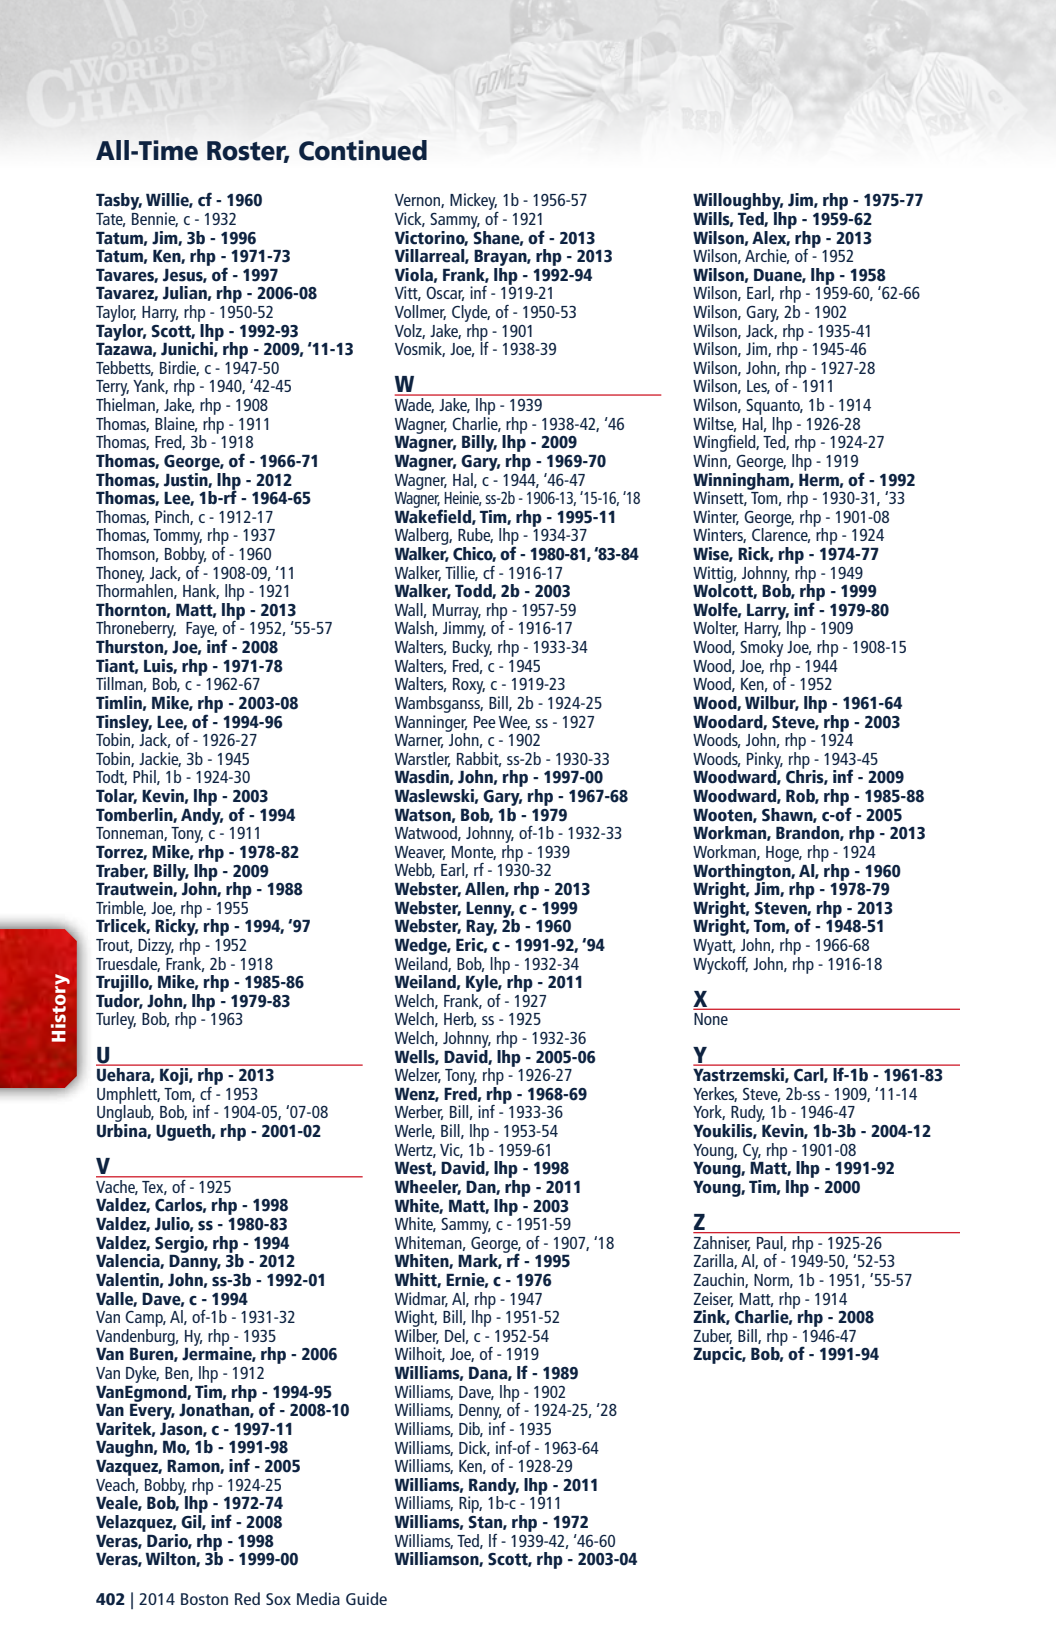 2013
WORLD SERIES
CHAMPI
GOMES
5
RED
SOX
All-Time Roster, Continued
Tasby, Willie, cf - 1960
Tate, Bennie, c - 1932
Tatum, Jim, 3b - 1996
Tatum, Ken, rhp - 1971-73
Tavares, Jesus, of - 1997
Tavarez, Julian, rhp - 2006-08
Taylor, Harry, rhp - 1950-52
Taylor, Scott, lhp - 1992-93
Tazawa, Junichi, rhp - 2009, ‘11-13
Tebbetts, Birdie, c - 1947-50
Terry, Yank, rhp - 1940, ‘42-45
Thielman, Jake, rhp - 1908
Thomas, Blaine, rhp - 1911
Thomas, Fred, 3b - 1918
Thomas, George, of - 1966-71
Thomas, Justin, lhp - 2012
Thomas, Lee, 1b-rf - 1964-65
Thomas, Pinch, c - 1912-17
Thomas, Tommy, rhp - 1937
Thomson, Bobby, of - 1960
Thoney, Jack, of - 1908-09, ‘11
Thormahlen, Hank, lhp - 1921
Thornton, Matt, lhp - 2013
Throneberry, Faye, of - 1952, ‘55-57
Thurston, Joe, inf - 2008
Tiant, Luis, rhp - 1971-78
Tillman, Bob, c - 1962-67
Timlin, Mike, rhp - 2003-08
Tinsley, Lee, of - 1994-96
Tobin, Jack, of - 1926-27
Tobin, Jackie, 3b - 1945
Todt, Phil, 1b - 1924-30
Tolar, Kevin, lhp - 2003
Tomberlin, Andy, of - 1994
Tonneman, Tony, c - 1911
Torrez, Mike, rhp - 1978-82
Traber, Billy, lhp - 2009
Trautwein, John, rhp - 1988
Trimble, Joe, rhp - 1955
Trlicek, Ricky, rhp - 1994, ‘97
Trout, Dizzy, rhp - 1952
Truesdale, Frank, 2b - 1918
Trujillo, Mike, rhp - 1985-86
Tudor, John, lhp - 1979-83
Turley, Bob, rhp - 1963
U
Uehara, Koji, rhp - 2013
Umphlett, Tom, cf - 1953
Unglaub, Bob, inf - 1904-05, ‘07-08
Urbina, Ugueth, rhp - 2001-02
V
Vache, Tex, of - 1925
Valdez, Carlos, rhp - 1998
Valdez, Julio, ss - 1980-83
Valdez, Sergio, rhp - 1994
Valencia, Danny, 3b - 2012
Valentin, John, ss-3b - 1992-01
Valle, Dave, c - 1994
Van Camp, Al, of-1b - 1931-32
Vandenburg, Hy, rhp - 1935
Van Buren, Jermaine, rhp - 2006
Van Dyke, Ben, lhp - 1912
VanEgmond, Tim, rhp - 1994-95
Van Every, Jonathan, of - 2008-10
Varitek, Jason, c - 1997-11
Vaughn, Mo, 1b - 1991-98
Vazquez, Ramon, inf - 2005
Veach, Bobby, rhp - 1924-25
Veale, Bob, lhp - 1972-74
Velazquez, Gil, inf - 2008
Veras, Dario, rhp - 1998
Veras, Wilton, 3b - 1999-00
Vernon, Mickey, 1b - 1956-57
Vick, Sammy, of - 1921
Victorino, Shane, of - 2013
Villarreal, Brayan, rhp - 2013
Viola, Frank, lhp - 1992-94
Vitt, Oscar, inf - 1919-21
Vollmer, Clyde, of - 1950-53
Volz, Jake, rhp - 1901
Vosmik, Joe, lf - 1938-39
W
Wade, Jake, lhp - 1939
Wagner, Charlie, rhp - 1938-42, ‘46
Wagner, Billy, lhp - 2009
Wagner, Gary, rhp - 1969-70
Wagner, Hal, c - 1944, ‘46-47
Wagner, Heinie, ss-2b - 1906-13, ‘15-16, ‘18
Wakefield, Tim, rhp - 1995-11
Walberg, Rube, lhp - 1934-37
Walker, Chico, of - 1980-81, ‘83-84
Walker, Tillie, cf - 1916-17
Walker, Todd, 2b - 2003
Wall, Murray, rhp - 1957-59
Walsh, Jimmy, of - 1916-17
Walters, Bucky, rhp - 1933-34
Walters, Fred, c - 1945
Walters, Roxy, c - 1919-23
Wambsganss, Bill, 2b - 1924-25
Wanninger, Pee Wee, ss - 1927
Warner, John, c - 1902
Warstler, Rabbit, ss-2b - 1930-33
Wasdin, John, rhp - 1997-00
Waslewski, Gary, rhp - 1967-68
Watson, Bob, 1b - 1979
Watwood, Johnny, of-1b - 1932-33
Weaver, Monte, rhp - 1939
Webb, Earl, rf - 1930-32
Webster, Allen, rhp - 2013
Webster, Lenny, c - 1999
Webster, Ray, 2b - 1960
Wedge, Eric, c - 1991-92, ‘94
Weiland, Bob, lhp - 1932-34
Weiland, Kyle, rhp - 2011
Welch, Frank, of - 1927
Welch, Herb, ss - 1925
Welch, Johnny, rhp - 1932-36
Wells, David, lhp - 2005-06
Welzer, Tony, rhp - 1926-27
Wenz, Fred, rhp - 1968-69
Werber, Bill, inf - 1933-36
Werle, Bill, lhp - 1953-54
Wertz, Vic, 1b - 1959-61
West, David, lhp - 1998
Wheeler, Dan, rhp - 2011
White, Matt, lhp - 2003
White, Sammy, c - 1951-59
Whiteman, George, of - 1907, ‘18
Whiten, Mark, rf - 1995
Whitt, Ernie, c - 1976
Widmar, Al, rhp - 1947
Wight, Bill, lhp - 1951-52
Wilber, Del, c - 1952-54
Wilhoit, Joe, of - 1919
Williams, Dana, lf - 1989
Williams, Dave, lhp - 1902
Williams, Denny, of - 1924-25, ‘28
Williams, Dib, inf - 1935
Williams, Dick, inf-of - 1963-64
Williams, Ken, of - 1928-29
Williams, Randy, lhp - 2011
Williams, Rip, 1b-c - 1911
Williams, Stan, rhp - 1972
Williams, Ted, lf - 1939-42, ‘46-60
Williamson, Scott, rhp - 2003-04
Willoughby, Jim, rhp - 1975-77
Wills, Ted, lhp - 1959-62
Wilson, Alex, rhp - 2013
Wilson, Archie, of - 1952
Wilson, Duane, lhp - 1958
Wilson, Earl, rhp - 1959-60, ‘62-66
Wilson, Gary, 2b - 1902
Wilson, Jack, rhp - 1935-41
Wilson, Jim, rhp - 1945-46
Wilson, John, rhp - 1927-28
Wilson, Les, of - 1911
Wilson, Squanto, 1b - 1914
Wiltse, Hal, lhp - 1926-28
Wingfield, Ted, rhp - 1924-27
Winn, George, lhp - 1919
Winningham, Herm, of - 1992
Winsett, Tom, rhp - 1930-31, ‘33
Winter, George, rhp - 1901-08
Winters, Clarence, rhp - 1924
Wise, Rick, rhp - 1974-77
Wittig, Johnny, rhp - 1949
Wolcott, Bob, rhp - 1999
Wolfe, Larry, inf - 1979-80
Wolter, Harry, lhp - 1909
Wood, Smoky Joe, rhp - 1908-15
Wood, Joe, rhp - 1944
Wood, Ken, of - 1952
Wood, Wilbur, lhp - 1961-64
Woodard, Steve, rhp - 2003
Woods, John, rhp - 1924
Woods, Pinky, rhp - 1943-45
Woodward, Chris, inf - 2009
Woodward, Rob, rhp - 1985-88
Wooten, Shawn, c-of - 2005
Workman, Brandon, rhp - 2013
Workman, Hoge, rhp - 1924
Worthington, Al, rhp - 1960
Wright, Jim, rhp - 1978-79
Wright, Steven, rhp - 2013
Wright, Tom, of - 1948-51
Wyatt, John, rhp - 1966-68
Wyckoff, John, rhp - 1916-18
X
None
Y
Yastrzemski, Carl, lf-1b - 1961-83
Yerkes, Steve, 2b-ss - 1909, ‘11-14
York, Rudy, 1b - 1946-47
Youkilis, Kevin, 1b-3b - 2004-12
Young, Cy, rhp - 1901-08
Young, Matt, lhp - 1991-92
Young, Tim, lhp - 2000
Z
Zahniser, Paul, rhp - 1925-26
Zarilla, Al, of - 1949-50, ‘52-53
Zauchin, Norm, 1b - 1951, ‘55-57
Zeiser, Matt, rhp - 1914
Zink, Charlie, rhp - 2008
Zuber, Bill, rhp - 1946-47
Zupcic, Bob, of - 1991-94
History
402 | 2014 Boston Red Sox Media Guide